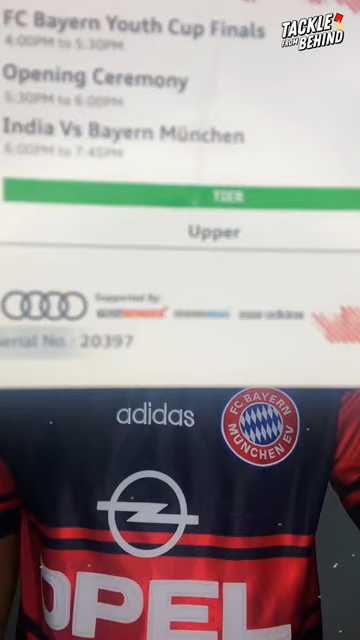 TACKLE
FROM BEHIND
FC Bayern Youth Cup Finals
4:00PM to 5:30PM
Opening Ceremony
5:30PM to 6:00PM
India Vs Bayern München
6:00PM to 7:45PM
TIER
Upper
Supported By:
adidas
Serial No.: 20397
adidas
FC BAYERN
MÜNCHEN EV
OPEL